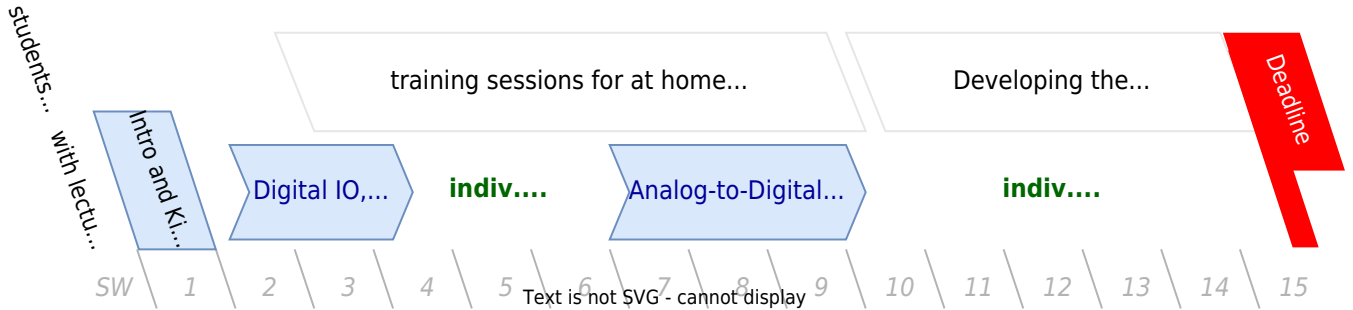 students...
with lectu...
training sessions for at home...
Developing the...
Deadline
Intro and Ki...
Digital IO,...
indiv....
Analog-to-Digital...
indiv....
SW 1 2 3 4 5 6 7 8 9 10 11 12 13 14 15
Text is not SVG - cannot display